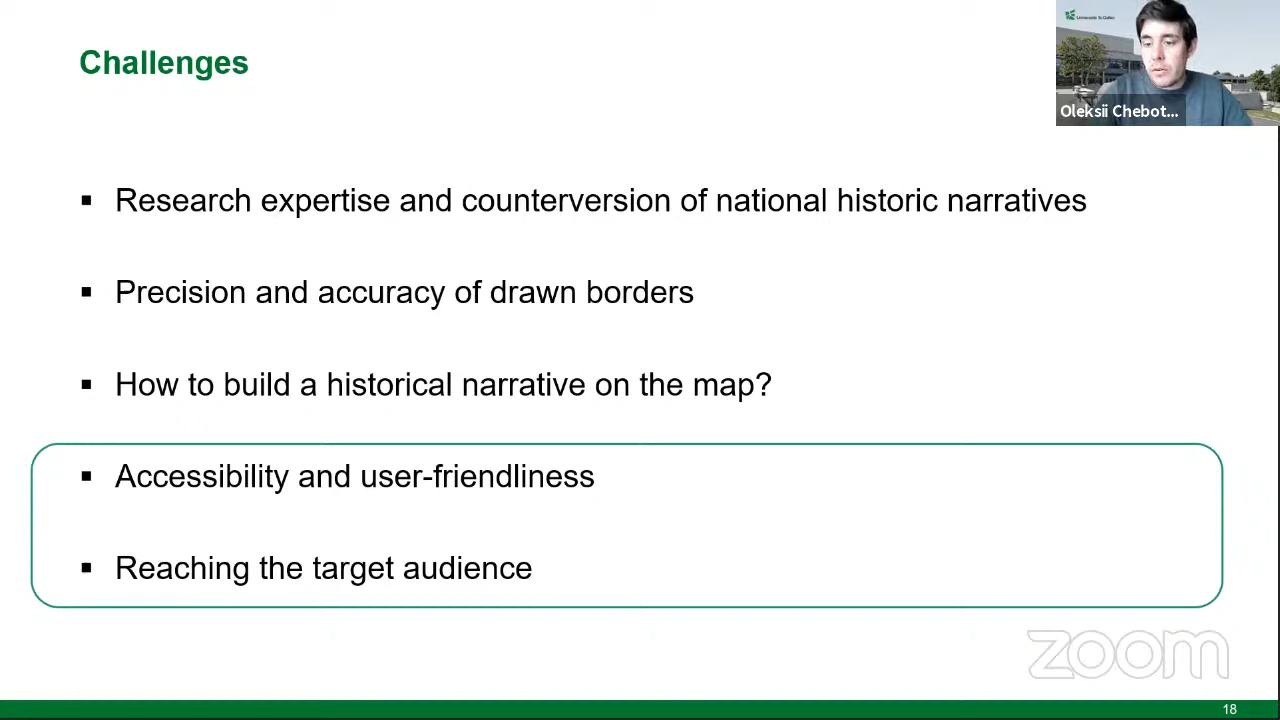 Challenges
Oleksii Chebot...
▪ Research expertise and counterversion of national historic narratives
▪ Precision and accuracy of drawn borders
▪ How to build a historical narrative on the map?
▪ Accessibility and user-friendliness
▪ Reaching the target audience
zoom
18